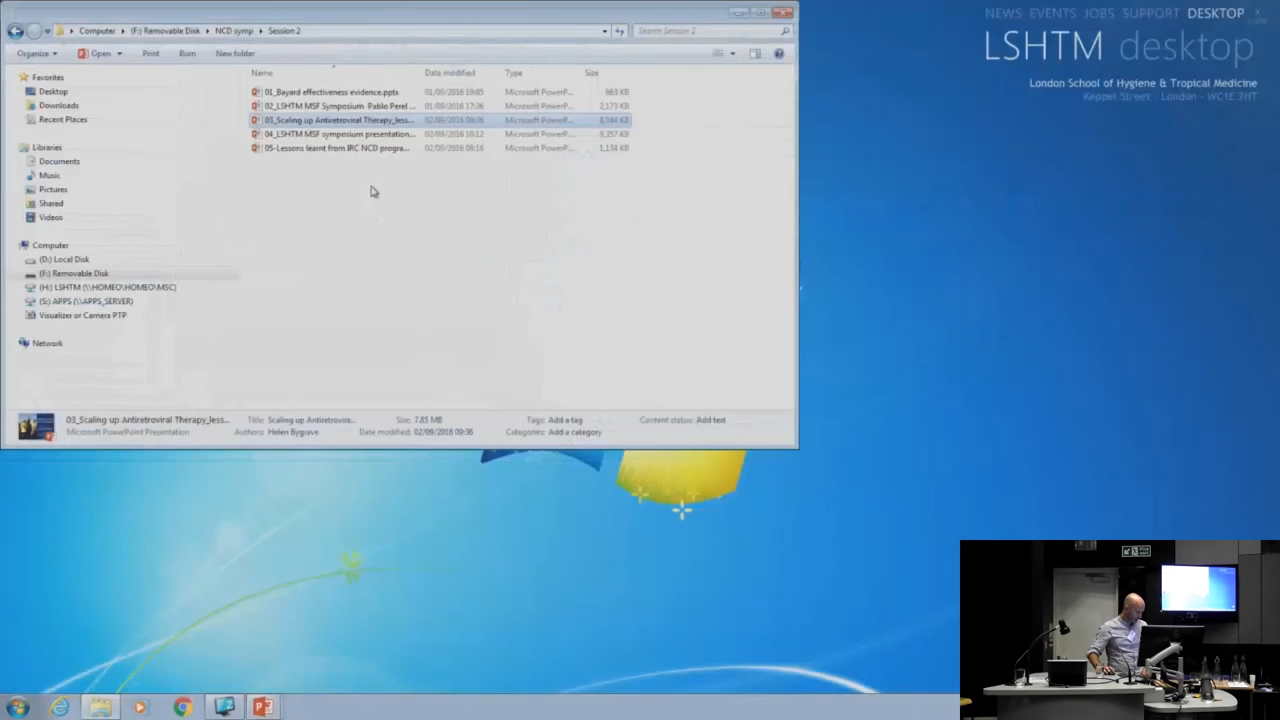 NEWS EVENTS JOBS SUPPORT DESKTOP
LSHTM desktop
London School of Hygiene & Tropical Medicine
Keppel Street - London - WC1E 7HT
Computer (F:) Removable Disk NCD symp Session 2
Search Session 2
Organize Open Print Burn New folder
Name Date modified Type Size
01_Bayard effectiveness evidence.pptx 01/09/2016 19:05 Microsoft PowerP... 663 KB
02_LSHTM MSF Symposium Pablo Perel ... 01/09/2016 17:36 Microsoft PowerP... 2,173 KB
03_Scaling up Antiretroviral Therapy_less... 02/09/2016 09:36 Microsoft PowerP... 8,044 KB
04_LSHTM MSF symposium presentation... 02/09/2016 10:12 Microsoft PowerP... 9,357 KB
05-Lessons learnt from IRC NCD progra... 02/09/2016 08:16 Microsoft PowerP... 1,134 KB
Favorites
Desktop
Downloads
Recent Places
Libraries
Documents
Music
Pictures
Shared
Videos
Computer
(D:) Local Disk
(F:) Removable Disk
(H:) LSHTM (\\HOMEO\HOMEO\MSC)
(S:) APPS (\\APPS_SERVER)
Visualizer or Camera PTP
Network
03_Scaling up Antiretroviral Therapy_less... Title: Scaling up Antiretrovira... Size: 7.85 MB Tags: Add a tag Content status: Add text
Microsoft PowerPoint Presentation Authors: Helen Bygrave Date modified: 02/09/2016 09:36 Categories: Add a category